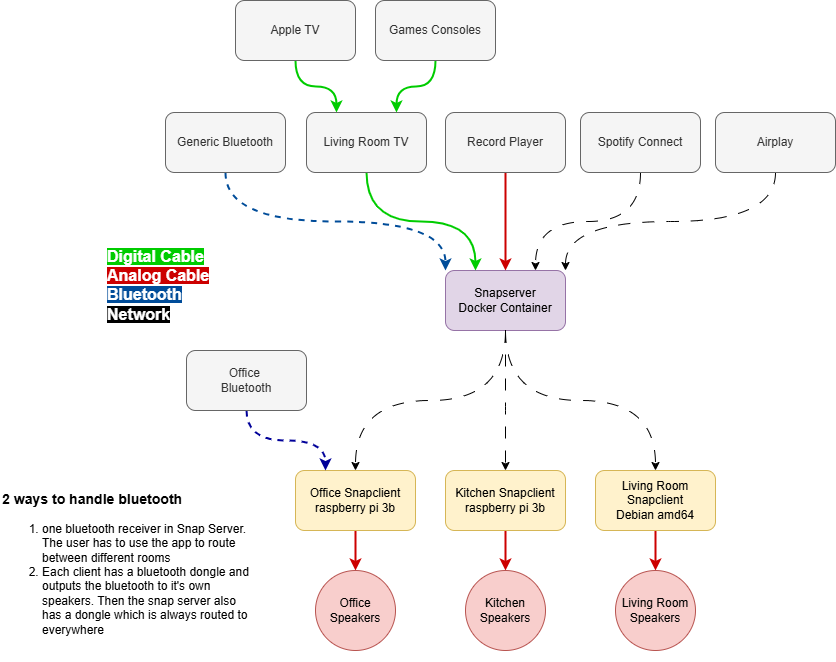 Apple TV
Games Consoles
Generic Bluetooth
Living Room TV
Record Player
Spotify Connect
Airplay
Digital Cable
Analog Cable
Bluetooth
Network
Snapserver
Docker Container
Office
Bluetooth
2 ways to handle bluetooth
1. one bluetooth receiver in Snap Server.
The user has to use the app to route
between different rooms
2. Each client has a bluetooth dongle and
outputs the bluetooth to it's own
speakers. Then the snap server also
has a dongle which is always routed to
everywhere
Office Snapclient
raspberry pi 3b
Kitchen Snapclient
raspberry pi 3b
Living Room
Snapclient
Debian amd64
Office
Speakers
Kitchen
Speakers
Living Room
Speakers